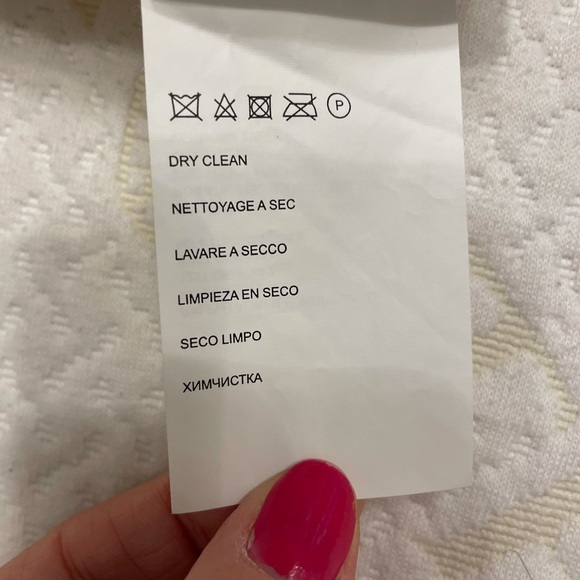 P
DRY CLEAN
NETTOYAGE A SEC
LAVARE A SECCO
LIMPIEZA EN SECO
SECO LIMPO
ХИМЧИСТКА